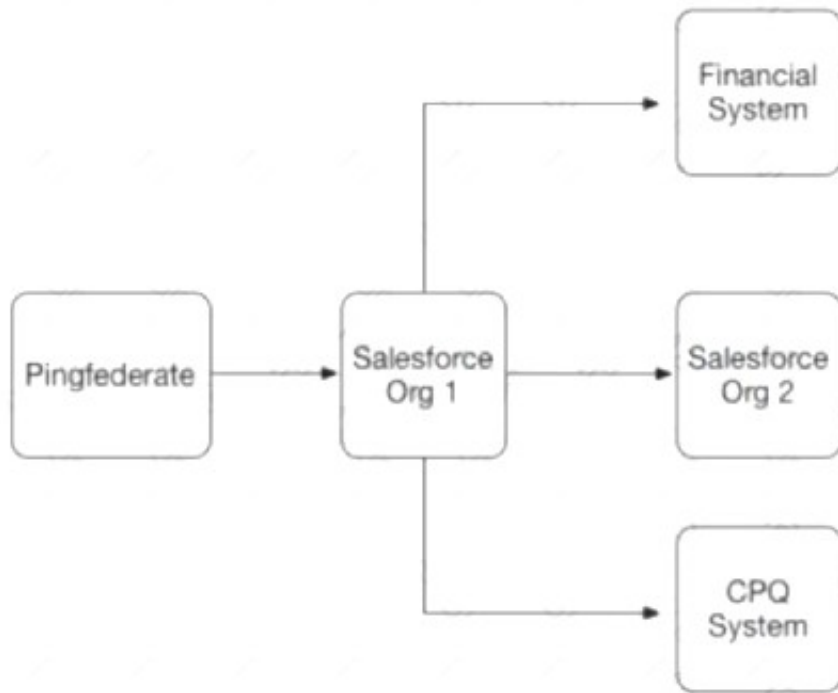 Financial
System
Pingfederate
Salesforce
Org 1
Salesforce
Org 2
CPQ
System